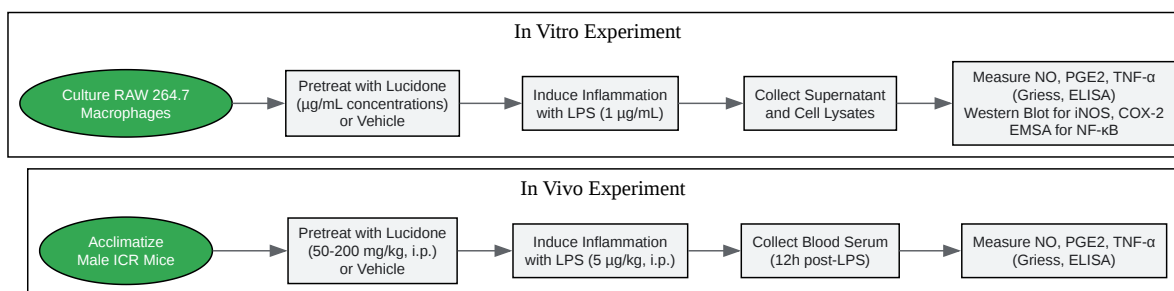 In Vitro Experiment
Culture RAW 264.7
Macrophages
Pretreat with Lucidone
(µg/mL concentrations)
or Vehicle
Induce Inflammation
with LPS (1 µg/mL)
Collect Supernatant
and Cell Lysates
Measure NO, PGE2, TNF-α
(Griess, ELISA)
Western Blot for iNOS, COX-2
EMSA for NF-κB
In Vivo Experiment
Acclimatize
Male ICR Mice
Pretreat with Lucidone
(50-200 mg/kg, i.p.)
or Vehicle
Induce Inflammation
with LPS (5 µg/kg, i.p.)
Collect Blood Serum
(12h post-LPS)
Measure NO, PGE2, TNF-α
(Griess, ELISA)